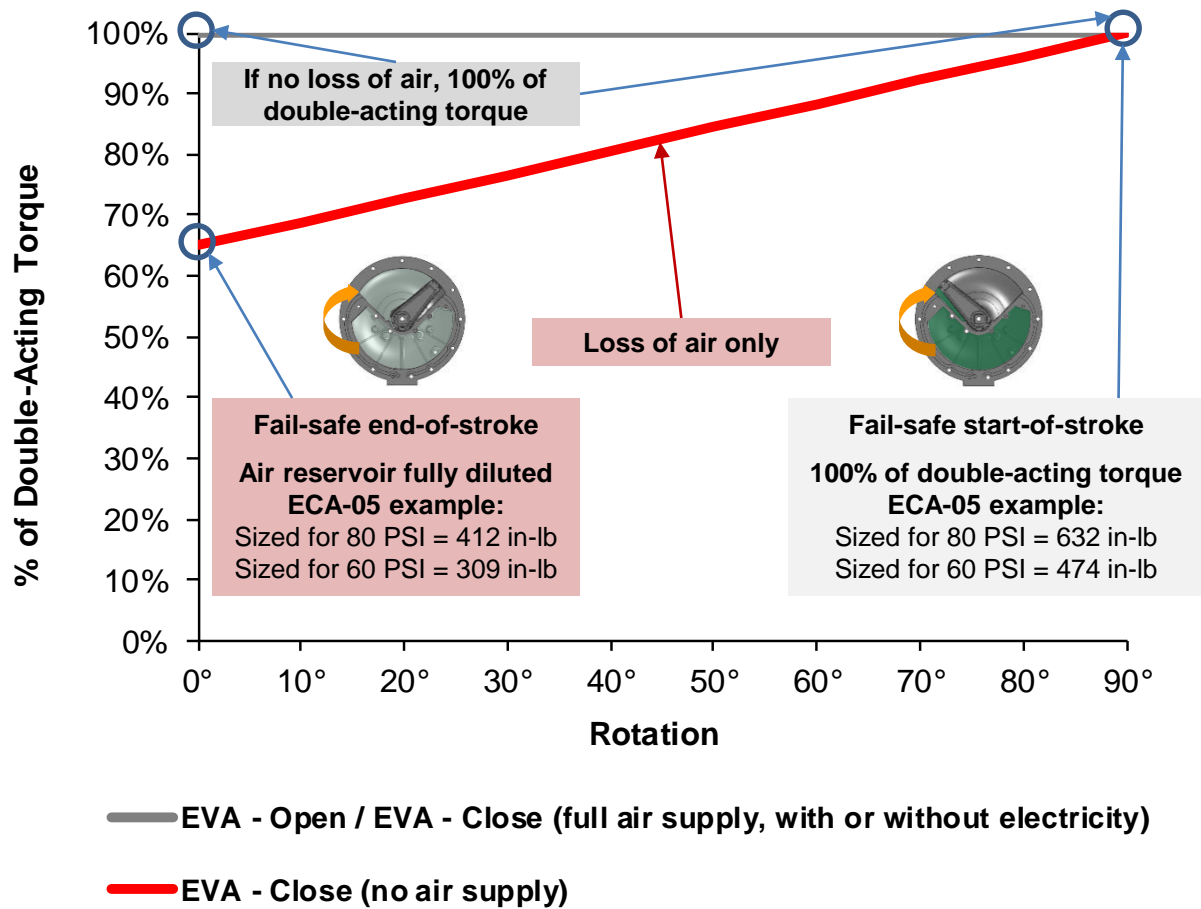 100%
90%
80%
70%
60%
50%
40%
30%
20%
10%
0%
% of Double-Acting Torque
If no loss of air, 100% of
double-acting torque
Loss of air only
Fail-safe end-of-stroke
Air reservoir fully diluted
ECA-05 example:
Sized for 80 PSI = 412 in-lb
Sized for 60 PSI = 309 in-lb
Fail-safe start-of-stroke
100% of double-acting torque
ECA-05 example:
Sized for 80 PSI = 632 in-lb
Sized for 60 PSI = 474 in-lb
0° 10° 20° 30° 40° 50° 60° 70° 80° 90°
Rotation
EVA - Open / EVA - Close (full air supply, with or without electricity)
EVA - Close (no air supply)